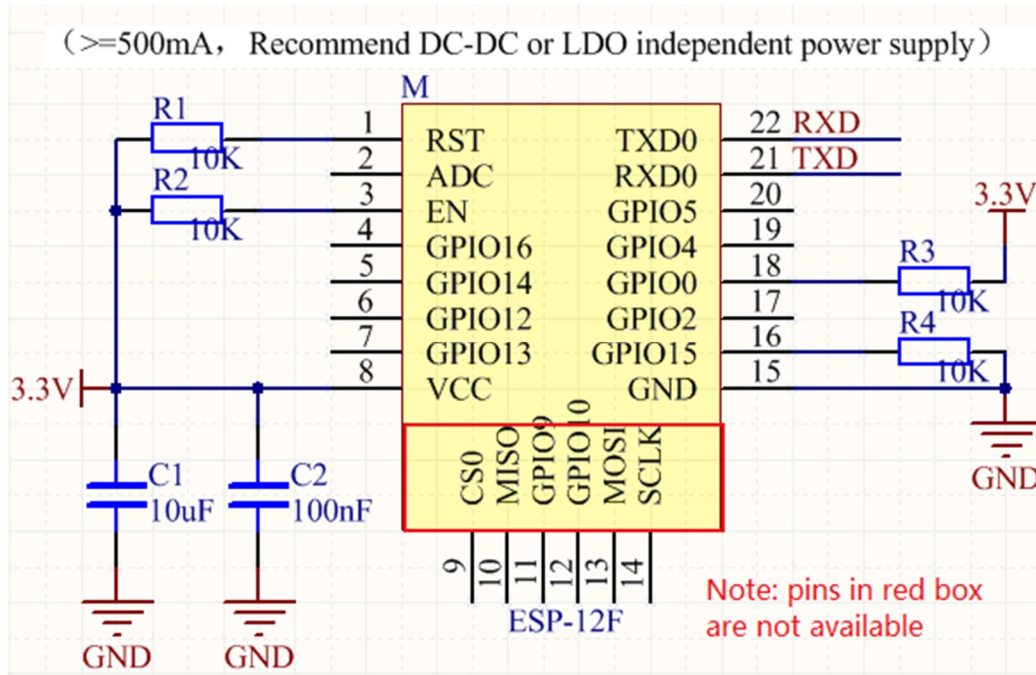 （>=500mA， Recommend DC-DC or LDO independent power supply）
M
R1
10K
R2
10K
1 RST
2 ADC
3 EN
4 GPIO16
5 GPIO14
6 GPIO12
7 GPIO13
8 VCC
TXD0 22 RXD
RXD0 21 TXD
GPIO5 20
GPIO4 19
GPIO0 18
GPIO2 17
GPIO15 16
GND 15
3.3V
R3
10K
R4
10K
GND
3.3V
C1
10uF
C2
100nF
GND
GND
CS0
MISO
GPIO9
GPIO10
MOSI
SCLK
9
10
11
12
13
14
ESP-12F
Note: pins in red box
are not available